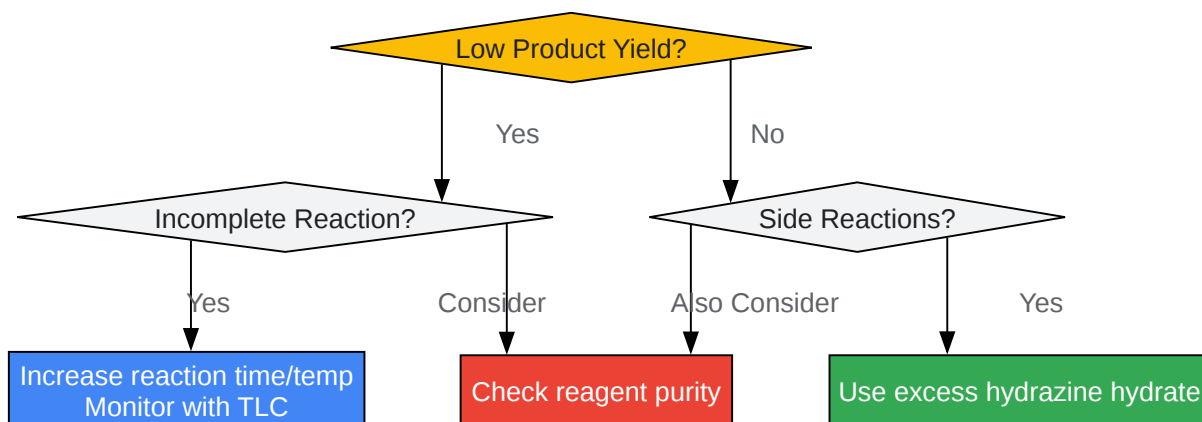 Low Product Yield?
Yes
No
Incomplete Reaction?
Side Reactions?
Yes
Consider
Also Consider
Yes
Increase reaction time/temp
Monitor with TLC
Check reagent purity
Use excess hydrazine hydrate